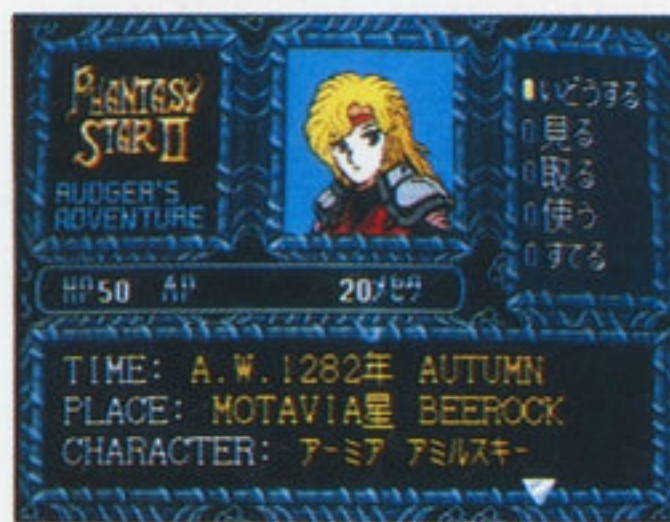 PHANTASY
STAR II
RUDGER'S
ADVENTURE
いどうする
見る
取る
使う
すてる
HP50 AP 20メセタ
TIME: A.W.1282年 AUTUMN
PLACE: MOTAVIA星 BEEROCK
CHARACTER: アーミア アミルスキー